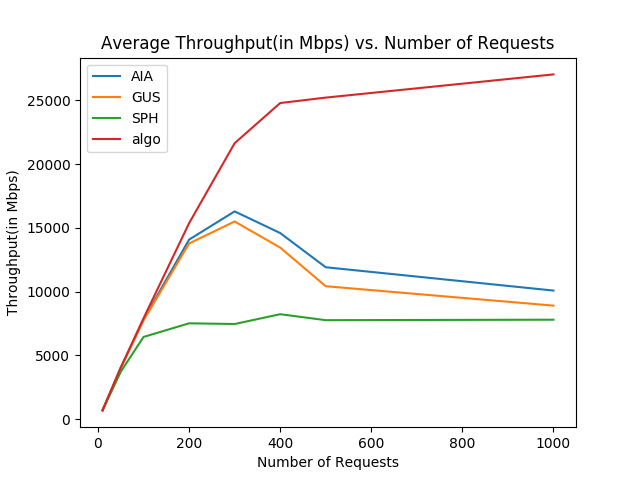 Average Throughput(in Mbps) vs. Number of Requests
AIA
GUS
SPH
algo
Throughput(in Mbps)
25000
20000
15000
10000
5000
0
0 200 400 600 800 1000
Number of Requests